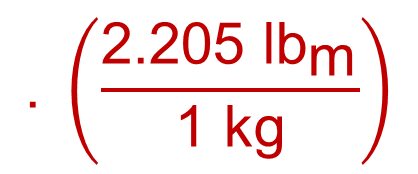 · (2.205 lbm
1 kg)